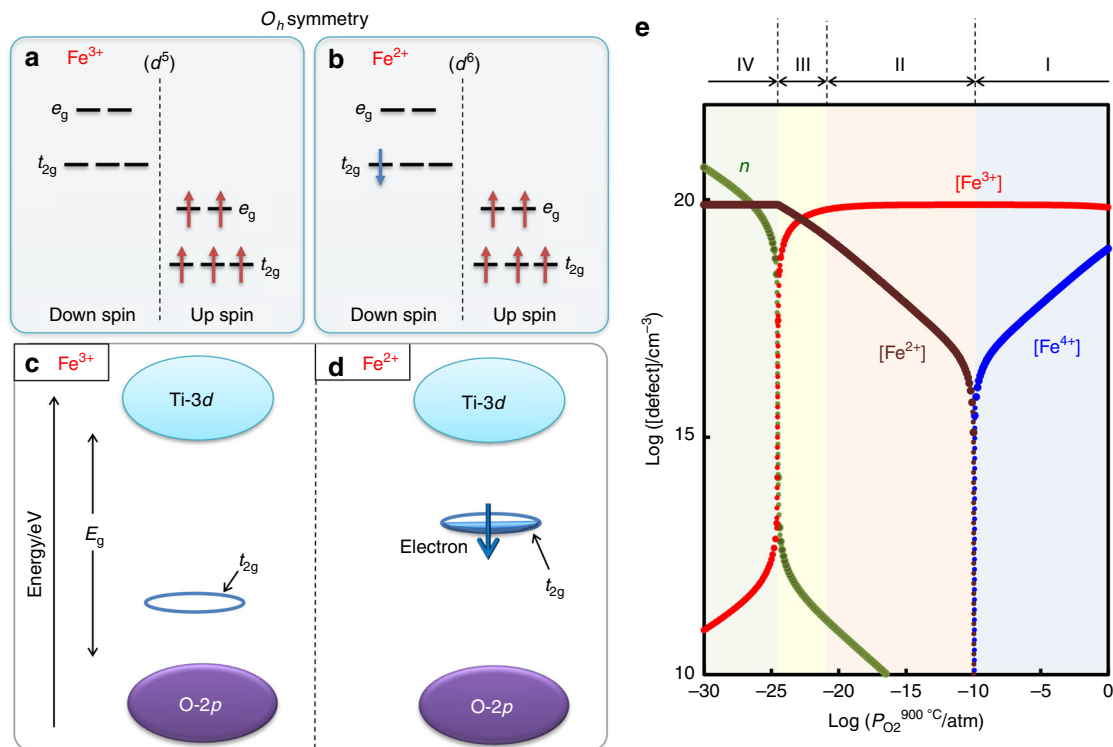 O_h symmetry
a Fe³⁺ (d⁵)
e_g
t_2g
e_g
t_2g
Down spin Up spin
b Fe²⁺ (d⁶)
e_g
t_2g
e_g
t_2g
Down spin Up spin
c Fe³⁺
Ti-3d
Energy/eV
E_g
t_2g
O-2p
d Fe²⁺
Ti-3d
Electron
t_2g
O-2p
e
IV III II I
n
[Fe³⁺]
[Fe²⁺]
[Fe⁴⁺]
Log ([defect]/cm⁻³)
20
15
10
−30 −25 −20 −15 −10 −5 0
Log (P_O2^900 °C/atm)